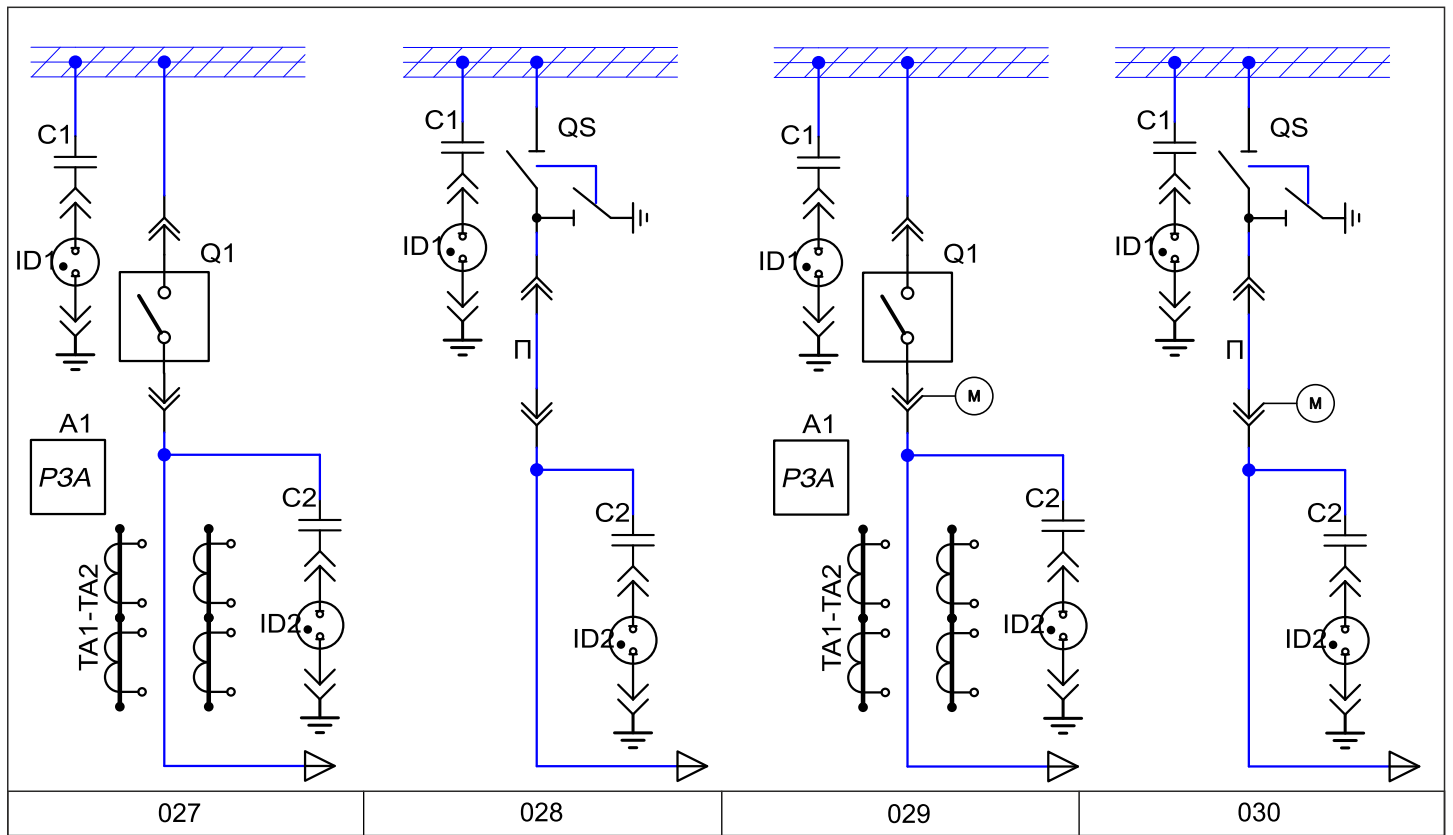 C1
ID1
Q1
A1
РЗА
TA1-TA2
C2
ID2
027
C1
QS
ID1
П
C2
ID2
028
C1
ID1
Q1
M
A1
РЗА
TA1-TA2
C2
ID2
029
C1
QS
ID1
П
M
C2
ID2
030